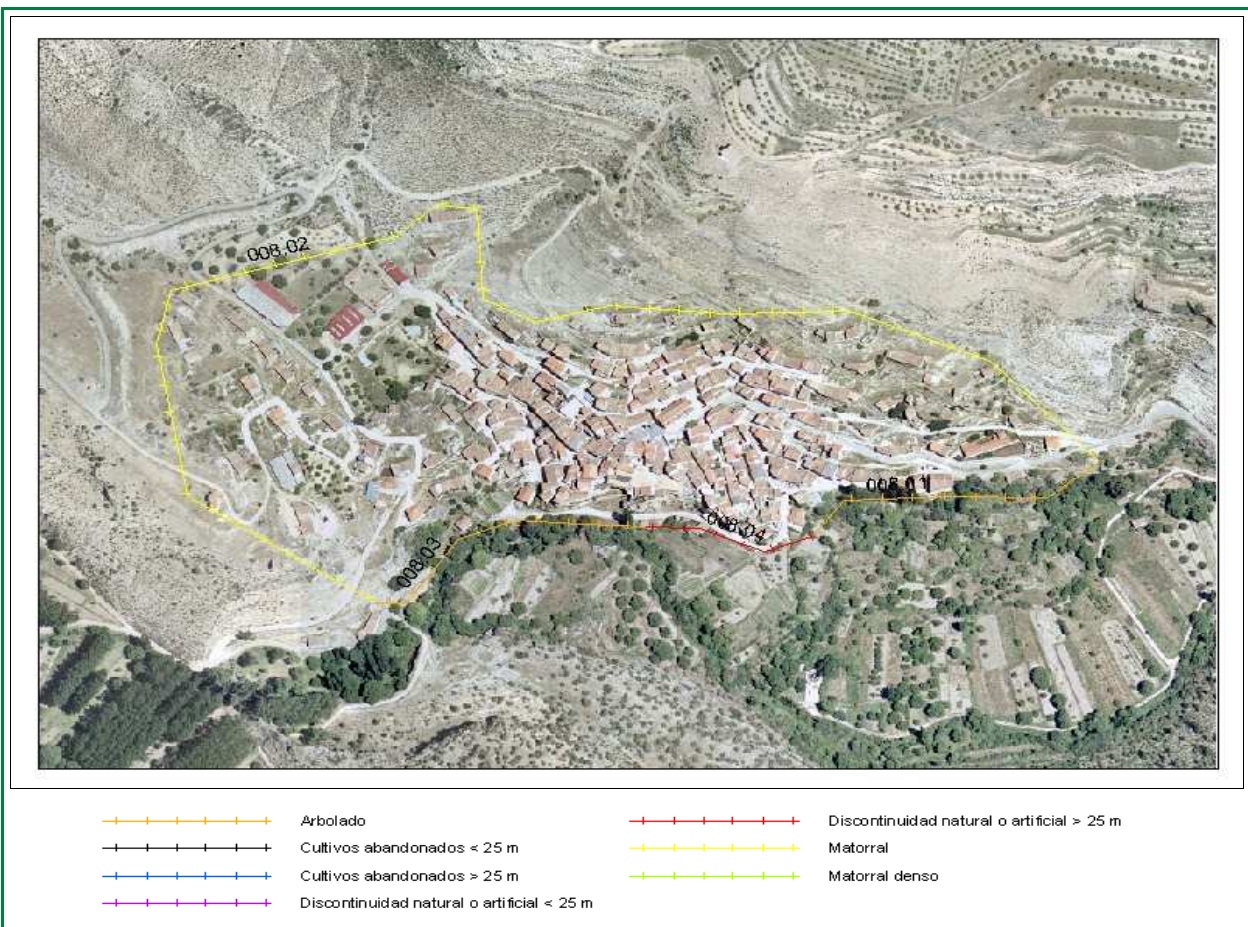 008,02
008,01
008,04
008,03
Arbolado
Cultivos abandonados < 25 m
Cultivos abandonados > 25 m
Discontinuidad natural o artificial < 25 m
Discontinuidad natural o artificial > 25 m
Matorral
Matorral denso